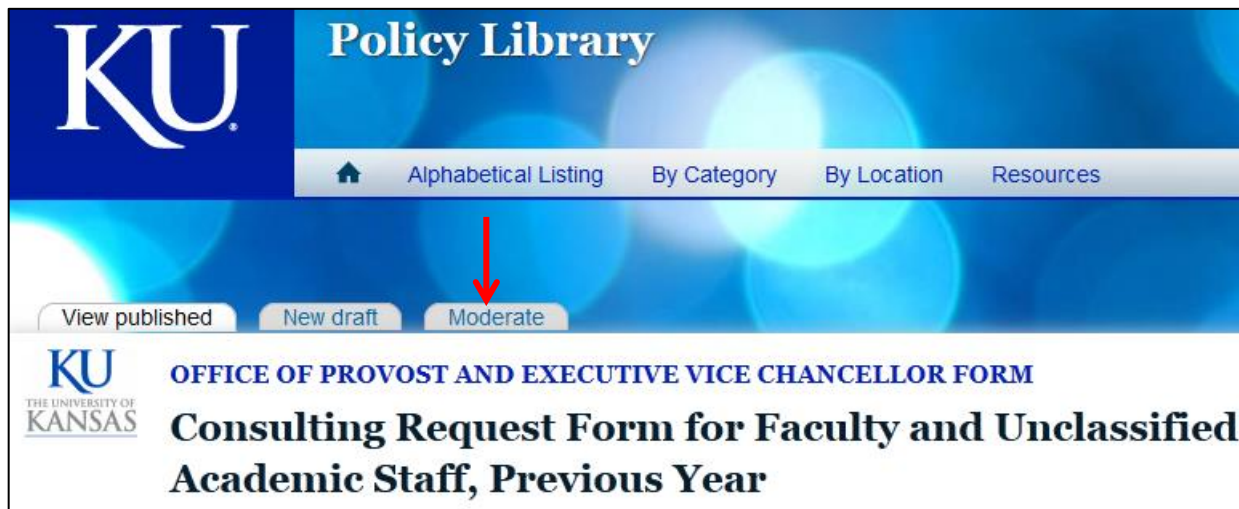 KU
Policy Library
Alphabetical Listing By Category By Location Resources
View published New draft Moderate
KU
THE UNIVERSITY OF
KANSAS
OFFICE OF PROVOST AND EXECUTIVE VICE CHANCELLOR FORM
Consulting Request Form for Faculty and Unclassified
Academic Staff, Previous Year